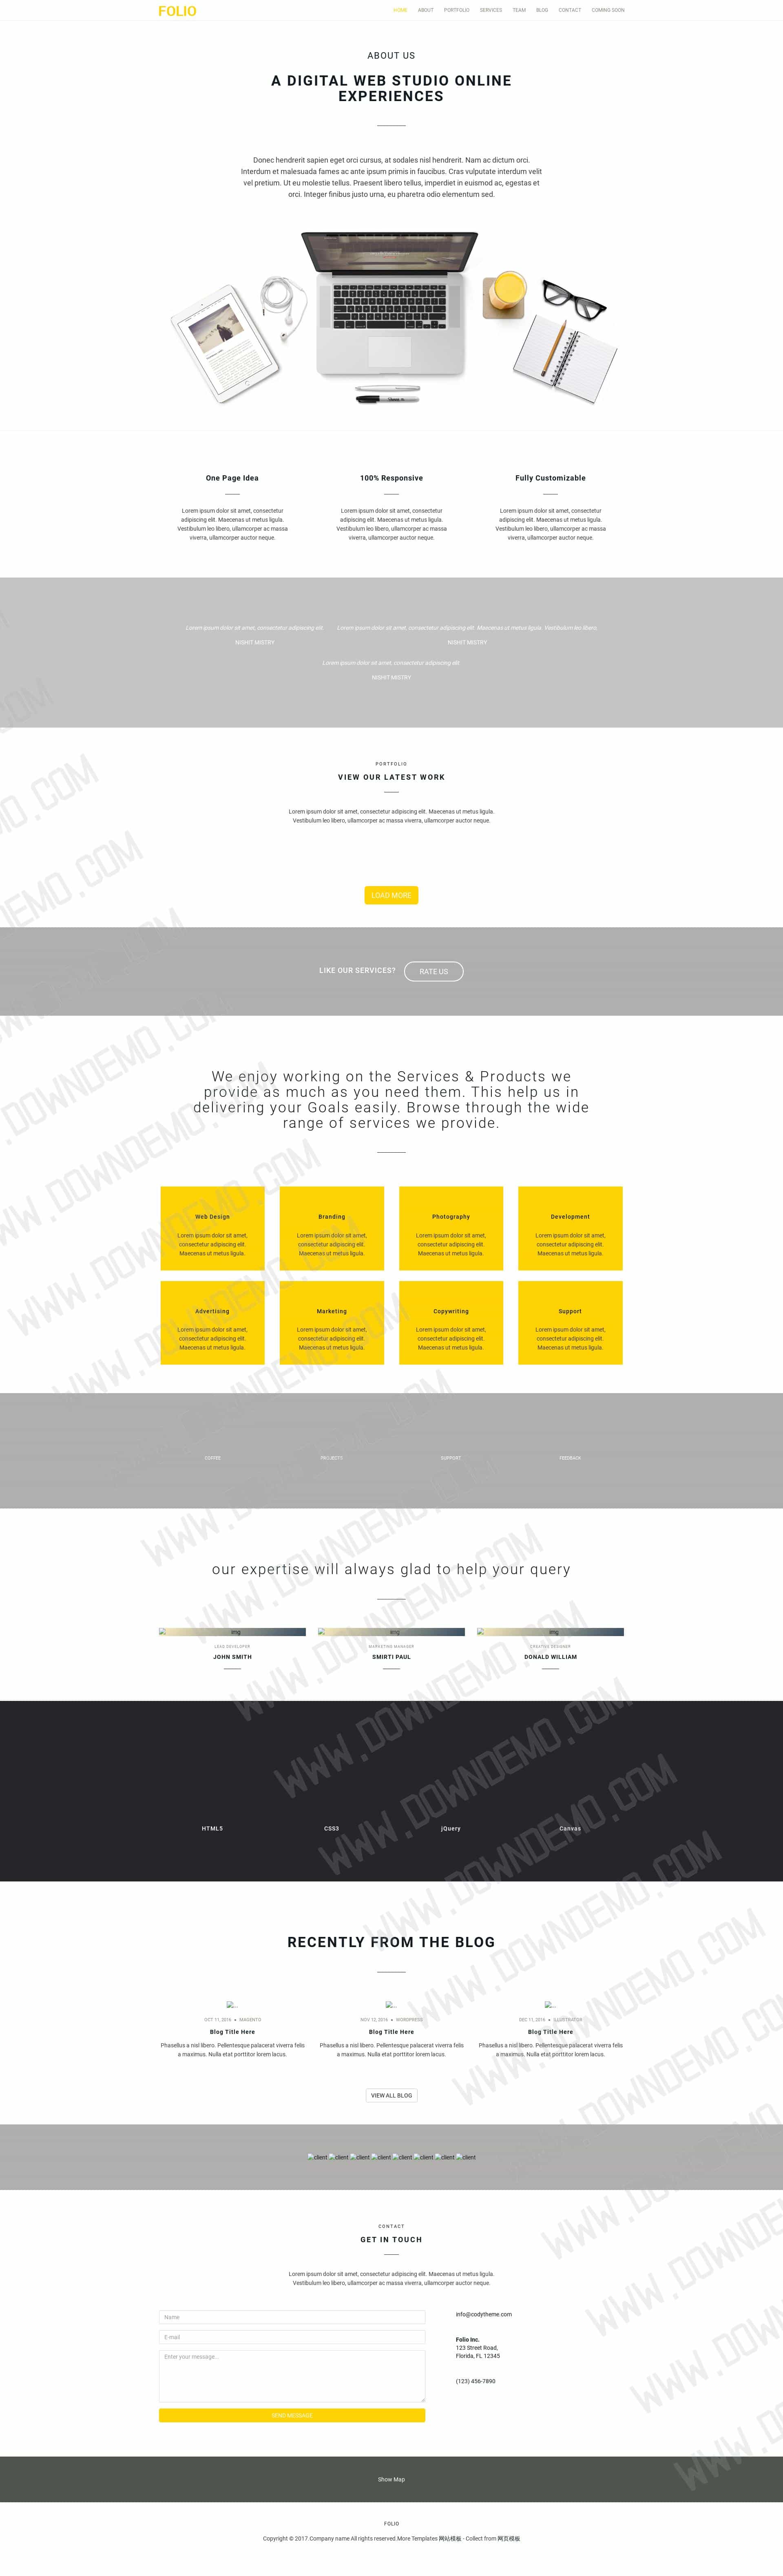 FOLIO
HOME ABOUT PORTFOLIO SERVICES TEAM BLOG CONTACT COMING SOON
ABOUT US
A DIGITAL WEB STUDIO ONLINE
EXPERIENCES
Donec hendrerit sapien eget orci cursus, at sodales nisl hendrerit. Nam ac dictum orci.
Interdum et malesuada fames ac ante ipsum primis in faucibus. Cras vulputate interdum velit
vel pretium. Ut eu molestie tellus. Praesent libero tellus, imperdiet in euismod ac, egestas et
orci. Integer finibus justo urna, eu pharetra odio elementum sed.
One Page Idea
Lorem ipsum dolor sit amet, consectetur
adipiscing elit. Maecenas ut metus ligula.
Vestibulum leo libero, ullamcorper ac massa
viverra, ullamcorper auctor neque.
100% Responsive
Lorem ipsum dolor sit amet, consectetur
adipiscing elit. Maecenas ut metus ligula.
Vestibulum leo libero, ullamcorper ac massa
viverra, ullamcorper auctor neque.
Fully Customizable
Lorem ipsum dolor sit amet, consectetur
adipiscing elit. Maecenas ut metus ligula.
Vestibulum leo libero, ullamcorper ac massa
viverra, ullamcorper auctor neque.
Lorem ipsum dolor sit amet, consectetur adipiscing elit.
NISHIT MISTRY
Lorem ipsum dolor sit amet, consectetur adipiscing elit. Maecenas ut metus ligula. Vestibulum leo libero.
NISHIT MISTRY
Lorem ipsum dolor sit amet, consectetur adipiscing elit.
NISHIT MISTRY
PORTFOLIO
VIEW OUR LATEST WORK
Lorem ipsum dolor sit amet, consectetur adipiscing elit. Maecenas ut metus ligula.
Vestibulum leo libero, ullamcorper ac massa viverra, ullamcorper auctor neque.
LOAD MORE
LIKE OUR SERVICES? RATE US
We enjoy working on the Services & Products we
provide as much as you need them. This help us in
delivering your Goals easily. Browse through the wide
range of services we provide.
Web Design
Lorem ipsum dolor sit amet,
consectetur adipiscing elit.
Maecenas ut metus ligula.
Branding
Lorem ipsum dolor sit amet,
consectetur adipiscing elit.
Maecenas ut metus ligula.
Photography
Lorem ipsum dolor sit amet,
consectetur adipiscing elit.
Maecenas ut metus ligula.
Development
Lorem ipsum dolor sit amet,
consectetur adipiscing elit.
Maecenas ut metus ligula.
Advertising
Lorem ipsum dolor sit amet,
consectetur adipiscing elit.
Maecenas ut metus ligula.
Marketing
Lorem ipsum dolor sit amet,
consectetur adipiscing elit.
Maecenas ut metus ligula.
Copywriting
Lorem ipsum dolor sit amet,
consectetur adipiscing elit.
Maecenas ut metus ligula.
Support
Lorem ipsum dolor sit amet,
consectetur adipiscing elit.
Maecenas ut metus ligula.
COFFEE PROJECTS SUPPORT FEEDBACK
our expertise will always glad to help your query
img
LEAD DEVELOPER
JOHN SMITH
img
MARKETING MANAGER
SMIRTI PAUL
img
CREATIVE DESIGNER
DONALD WILLIAM
HTML5 CSS3 jQuery Canvas
RECENTLY FROM THE BLOG
...
OCT 11, 2016 ● MAGENTO
Blog Title Here
Phasellus a nisl libero. Pellentesque palacerat viverra felis
a maximus. Nulla etat porttitor lorem lacus.
...
NOV 12, 2016 ● WORDPRESS
Blog Title Here
Phasellus a nisl libero. Pellentesque palacerat viverra felis
a maximus. Nulla etat porttitor lorem lacus.
...
DEC 11, 2016 ● ILLUSTRATOR
Blog Title Here
Phasellus a nisl libero. Pellentesque palacerat viverra felis
a maximus. Nulla etat porttitor lorem lacus.
VIEW ALL BLOG
client client client client client client client client
CONTACT
GET IN TOUCH
Lorem ipsum dolor sit amet, consectetur adipiscing elit. Maecenas ut metus ligula.
Vestibulum leo libero, ullamcorper ac massa viverra, ullamcorper auctor neque.
Name
E-mail
Enter your message...
SEND MESSAGE
info@codytheme.com
Folio Inc.
123 Street Road,
Florida, FL 12345
(123) 456-7890
Show Map
FOLIO
Copyright © 2017.Company name All rights reserved.More Templates 网站模板 - Collect from 网页模板
WWW.DOWNDEMO.COM